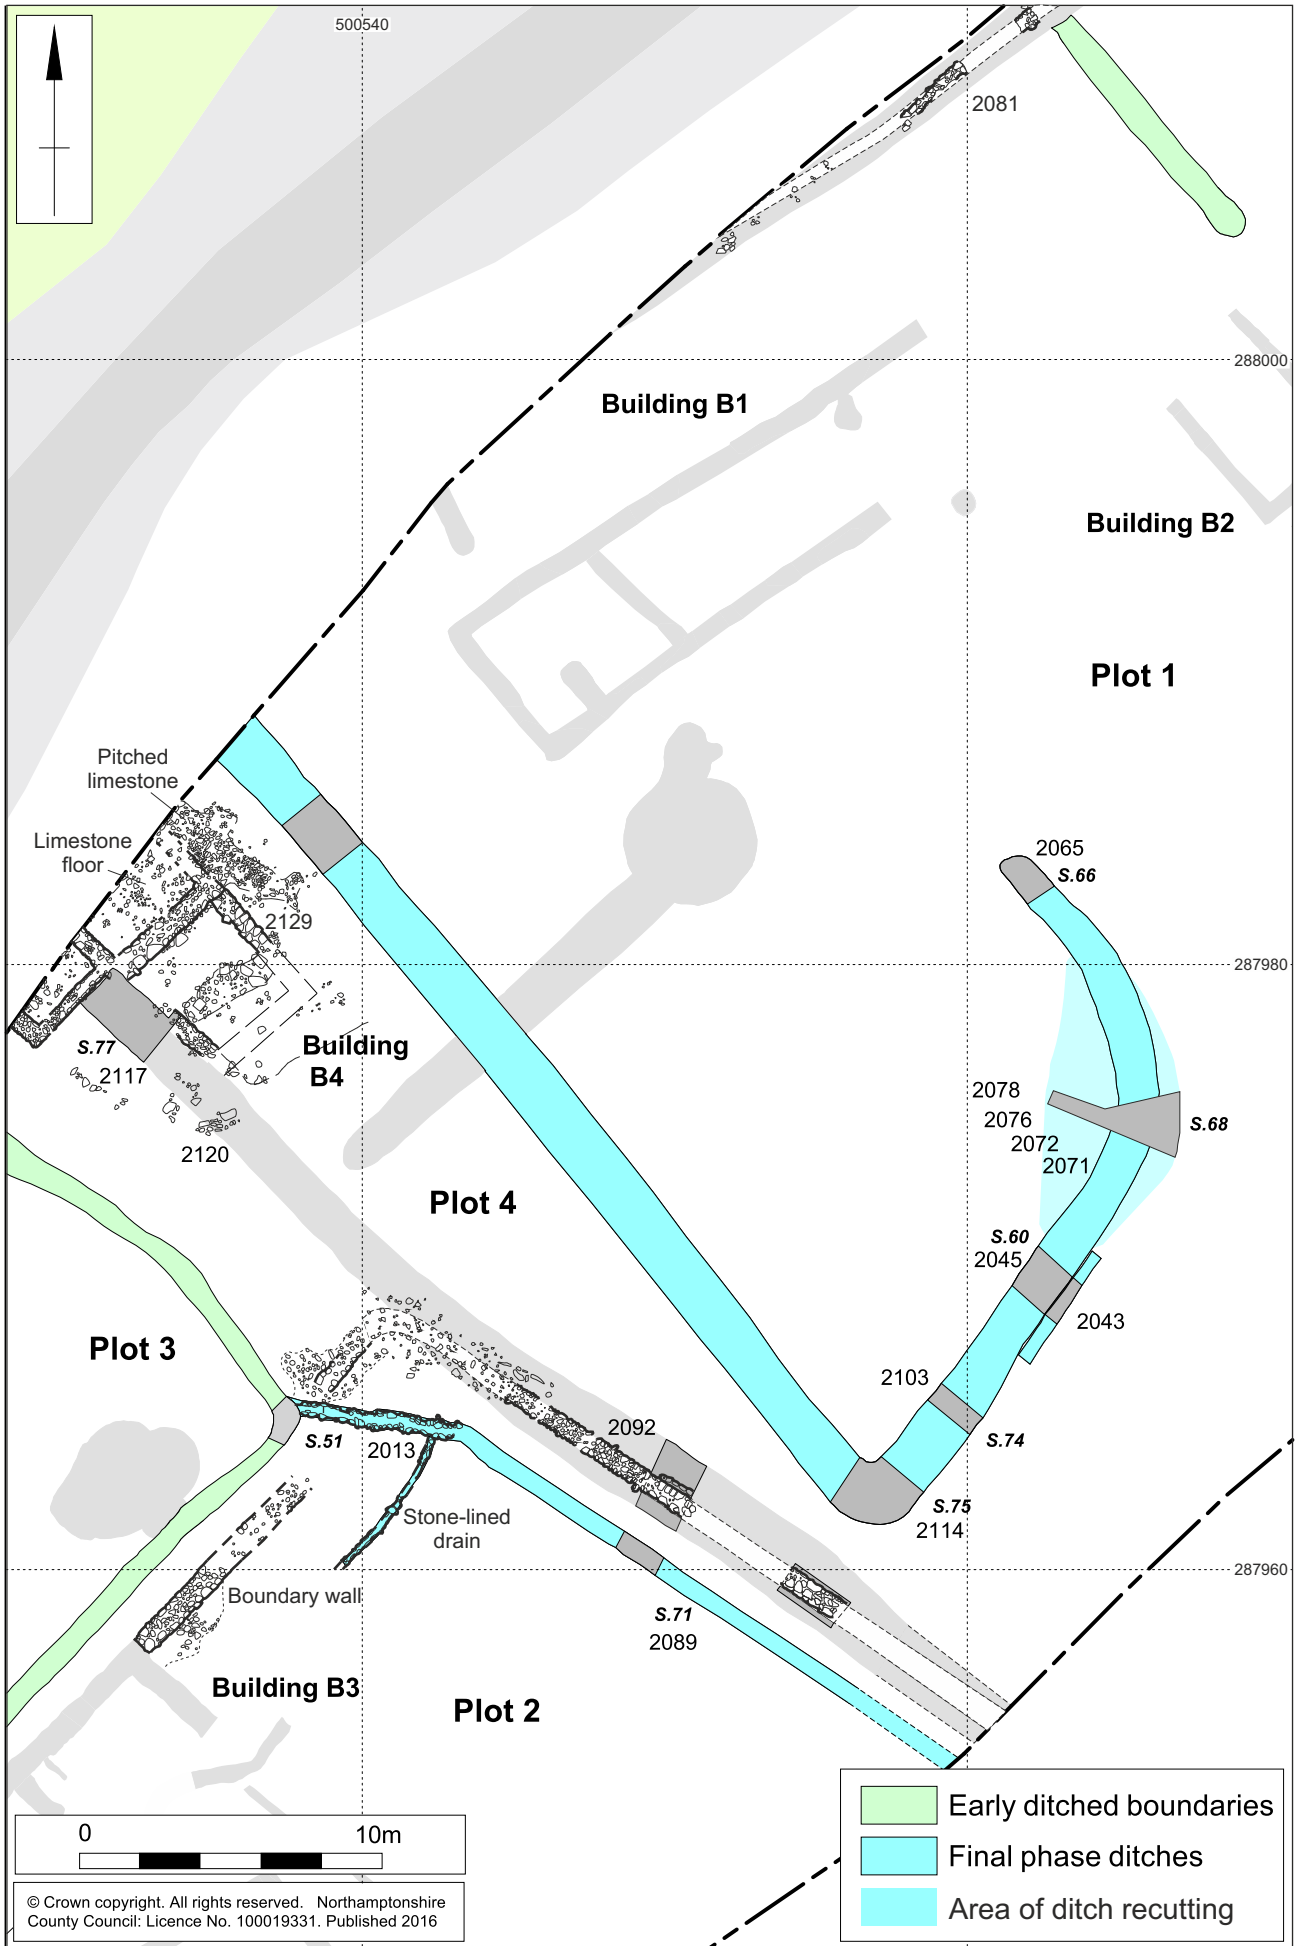 500540
2081
288000
Building B1
Building B2
Plot 1
Pitched
limestone
Limestone
floor
2065
S.66
2129
287980
Building
B4
S.77
2117
2078
2076
2072
2071
S.68
2120
Plot 4
S.60
2045
2043
Plot 3
2103
S.74
2092
S.51
2013
S.75
2114
Stone-lined
drain
287960
Boundary wall
S.71
2089
Building B3
Plot 2
0 10m
© Crown copyright. All rights reserved. Northamptonshire
County Council: Licence No. 100019331. Published 2016
Early ditched boundaries
Final phase ditches
Area of ditch recutting